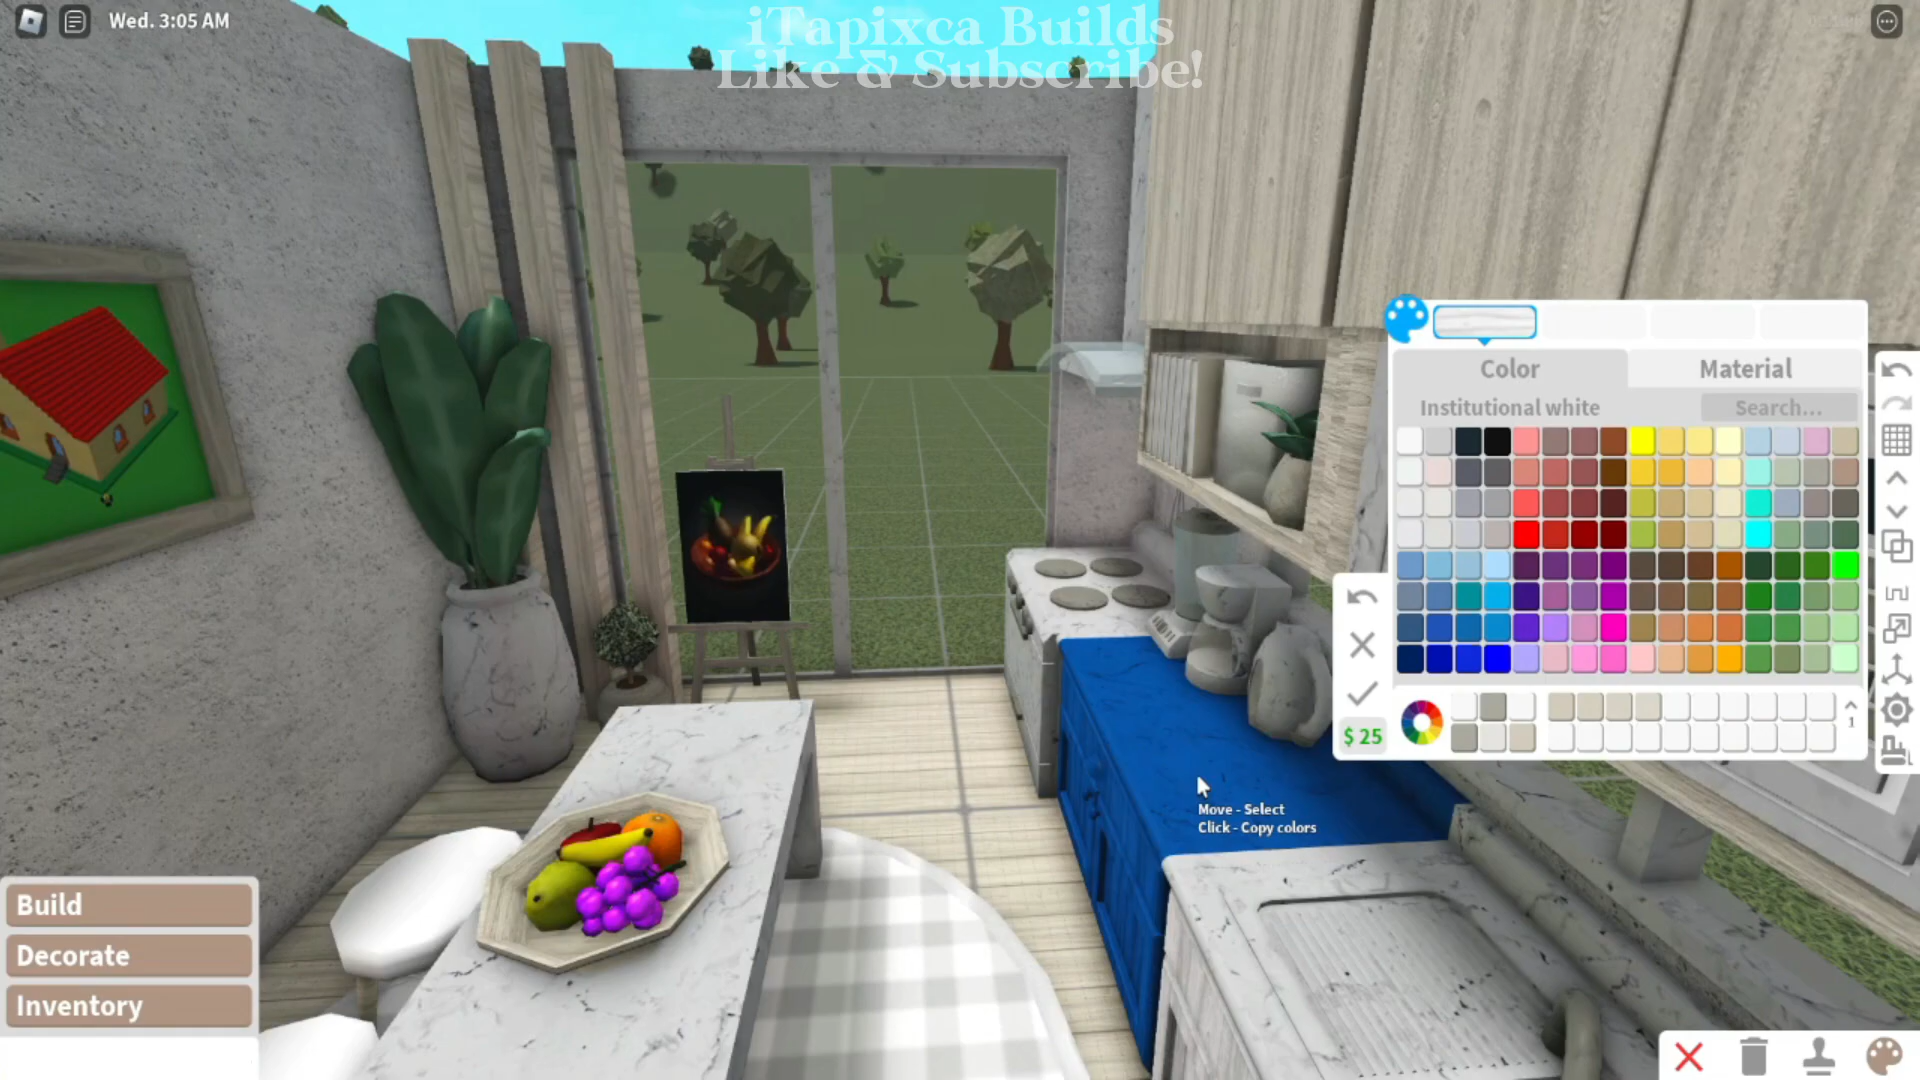 Wed. 3:05 AM
iTapixca Builds
Like & Subscribe!
Color
Material
Institutional white
Search...
$ 25
1
Move - Select
Click - Copy colors
Build
Decorate
Inventory